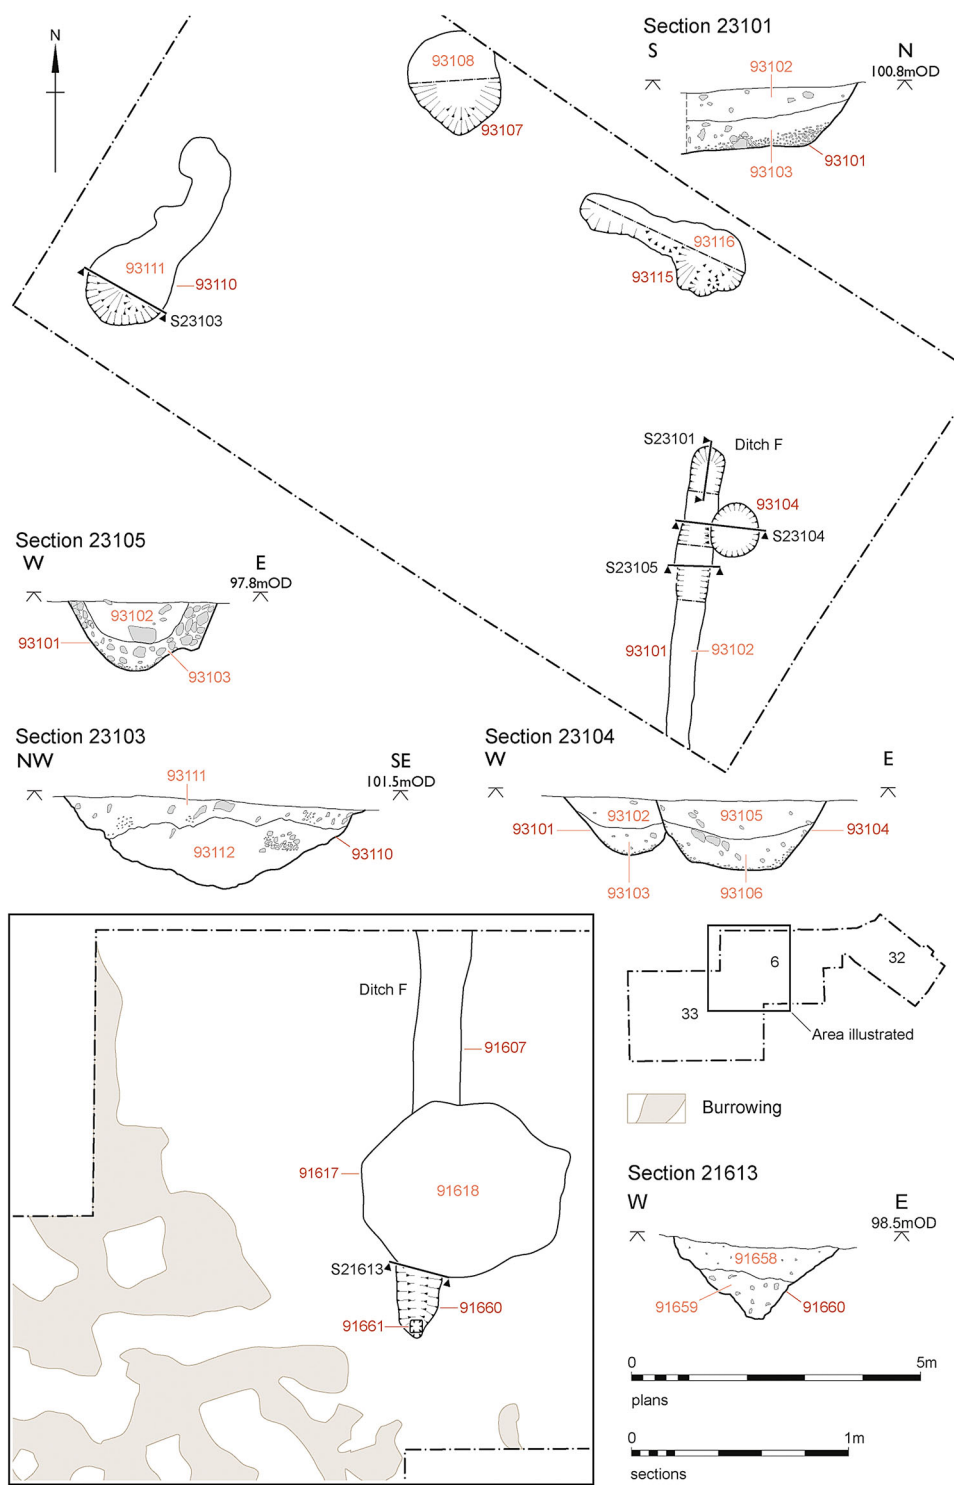 N
93108
93107
Section 23101
S
N
100.8mOD
93102
93101
93103
93111
93110
S23103
93116
93115
S23101
Ditch F
93104
S23104
S23105
93101
93102
Section 23105
W
E
97.8mOD
93102
93101
93103
Section 23103
NW
SE
101.5mOD
93111
93112
93110
Section 23104
W
E
93102
93105
93101
93104
93103
93106
Ditch F
91607
91617
91618
S21613
91660
91661
6
32
33
Area illustrated
Burrowing
Section 21613
W
E
98.5mOD
91658
91659
91660
0
5m
plans
0
1m
sections